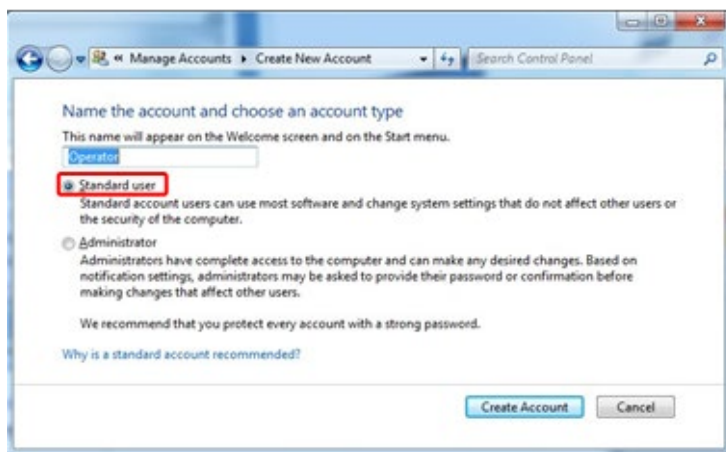 « Manage Accounts ▸ Create New Account Search Control Panel
Name the account and choose an account type
This name will appear on the Welcome screen and on the Start menu.
Operator
Standard user
Standard account users can use most software and change system settings that do not affect other users or
the security of the computer.
Administrator
Administrators have complete access to the computer and can make any desired changes. Based on
notification settings, administrators may be asked to provide their password or confirmation before
making changes that affect other users.
We recommend that you protect every account with a strong password.
Why is a standard account recommended?
Create Account Cancel